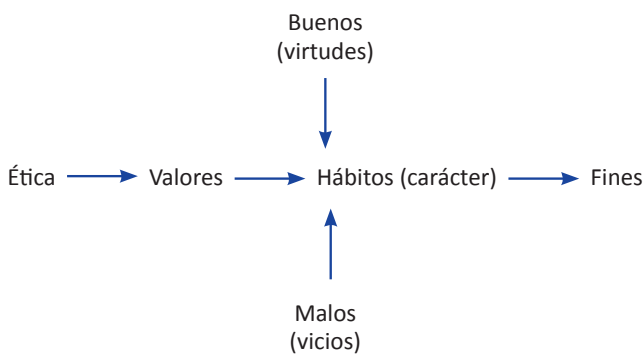 Buenos
(virtudes)
Ética Valores Hábitos (carácter) Fines
Malos
(vicios)